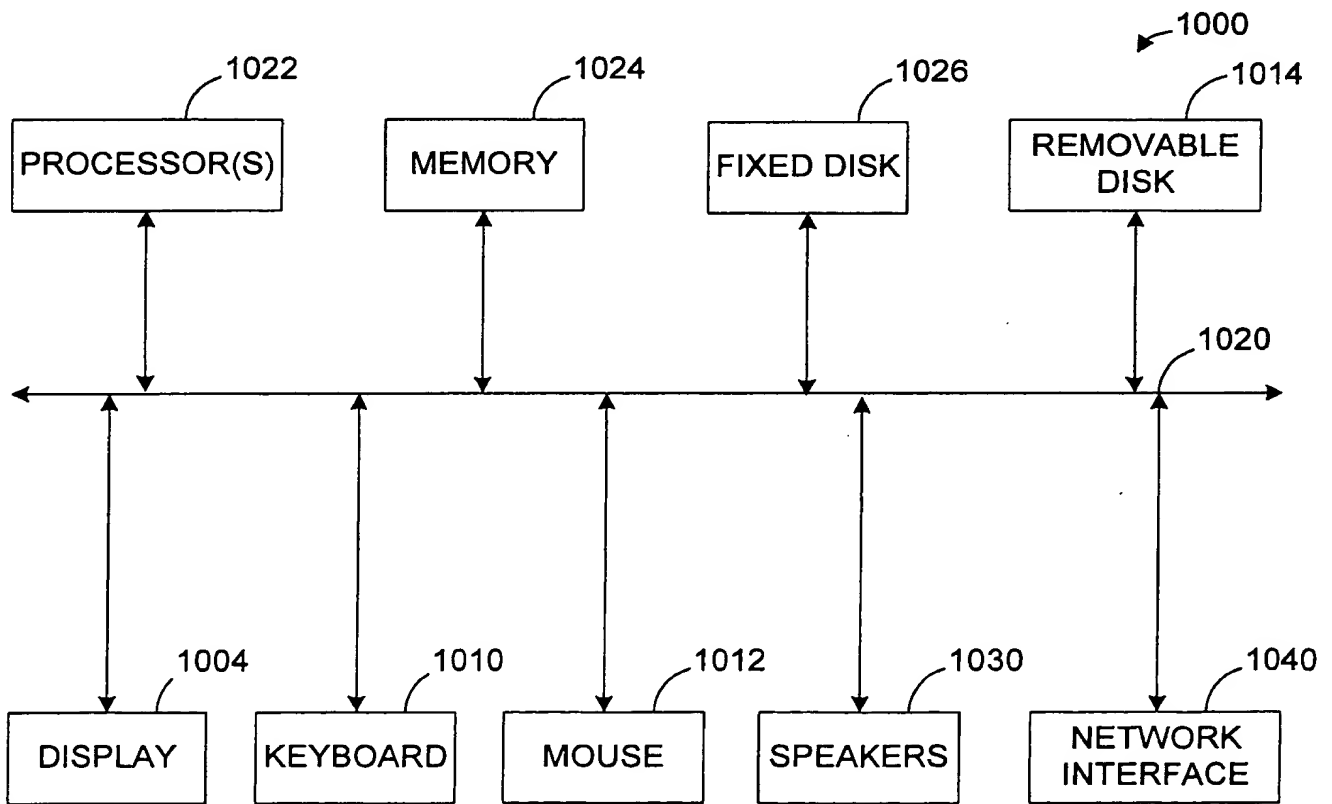 1000
1022
1024
1026
1014
PROCESSOR(S)
MEMORY
FIXED DISK
REMOVABLE
DISK
1020
1004
1010
1012
1030
1040
DISPLAY
KEYBOARD
MOUSE
SPEAKERS
NETWORK
INTERFACE